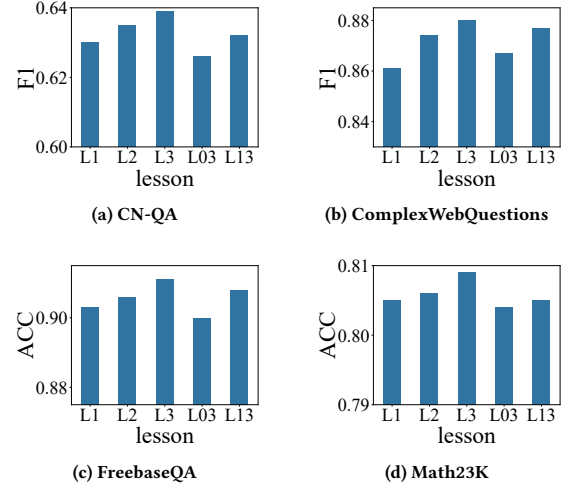 0.64
0.62
0.60
F1
L1 L2 L3 L03 L13
lesson
(a) CN-QA
0.88
0.86
0.84
F1
L1 L2 L3 L03 L13
lesson
(b) ComplexWebQuestions
0.90
0.88
ACC
L1 L2 L3 L03 L13
lesson
(c) FreebaseQA
0.81
0.80
0.79
ACC
L1 L2 L3 L03 L13
lesson
(d) Math23K